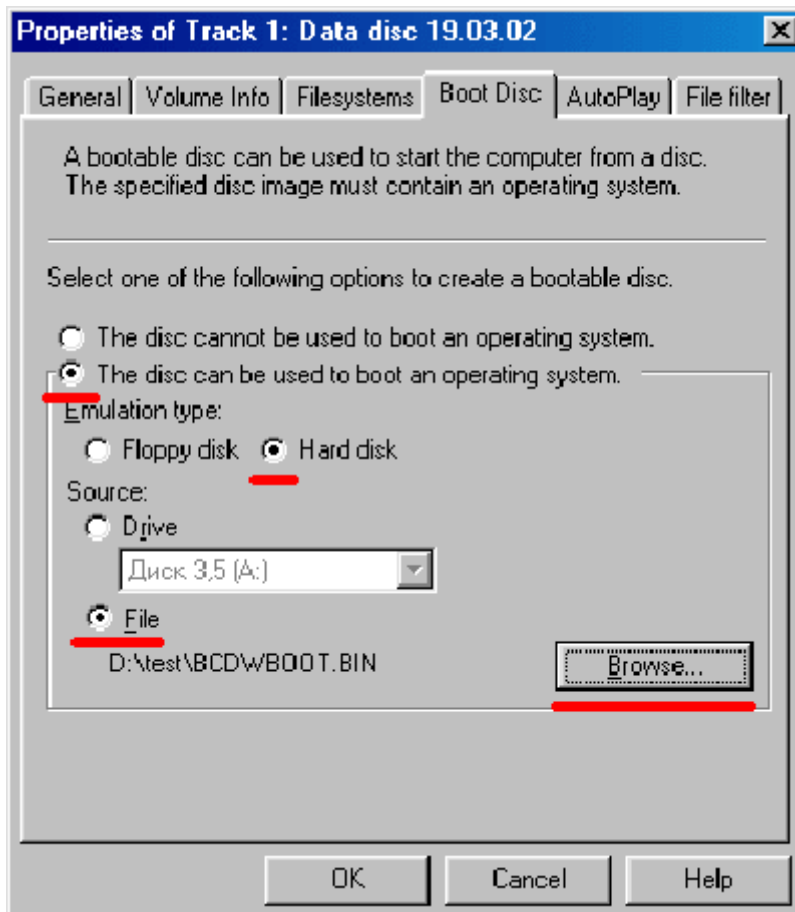 Properties of Track 1: Data disc 19.03.02
General Volume Info Filesystems Boot Disc AutoPlay File filter
A bootable disc can be used to start the computer from a disc.
The specified disc image must contain an operating system.
Select one of the following options to create a bootable disc.
The disc cannot be used to boot an operating system.
The disc can be used to boot an operating system.
Emulation type:
Floppy disk Hard disk
Source:
Drive
Диск 3,5 (A:)
File
D:\test\BCDWBOOT.BIN Browse...
OK Cancel Help